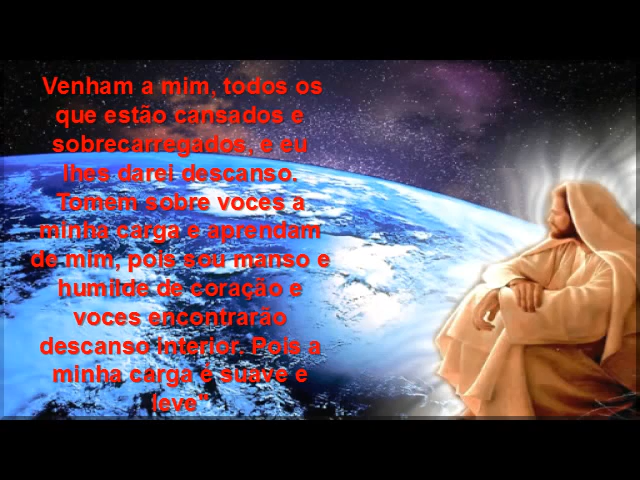 Venham a mim, todos os
que estão cansados e
sobrecarregados, e eu
lhes darei descanso.
Tomem sobre voces a
minha carga e aprendam
de mim, pois sou manso e
humilde de coração e
voces encontrarão
descanso interior. Pois a
minha carga é suave e
leve"